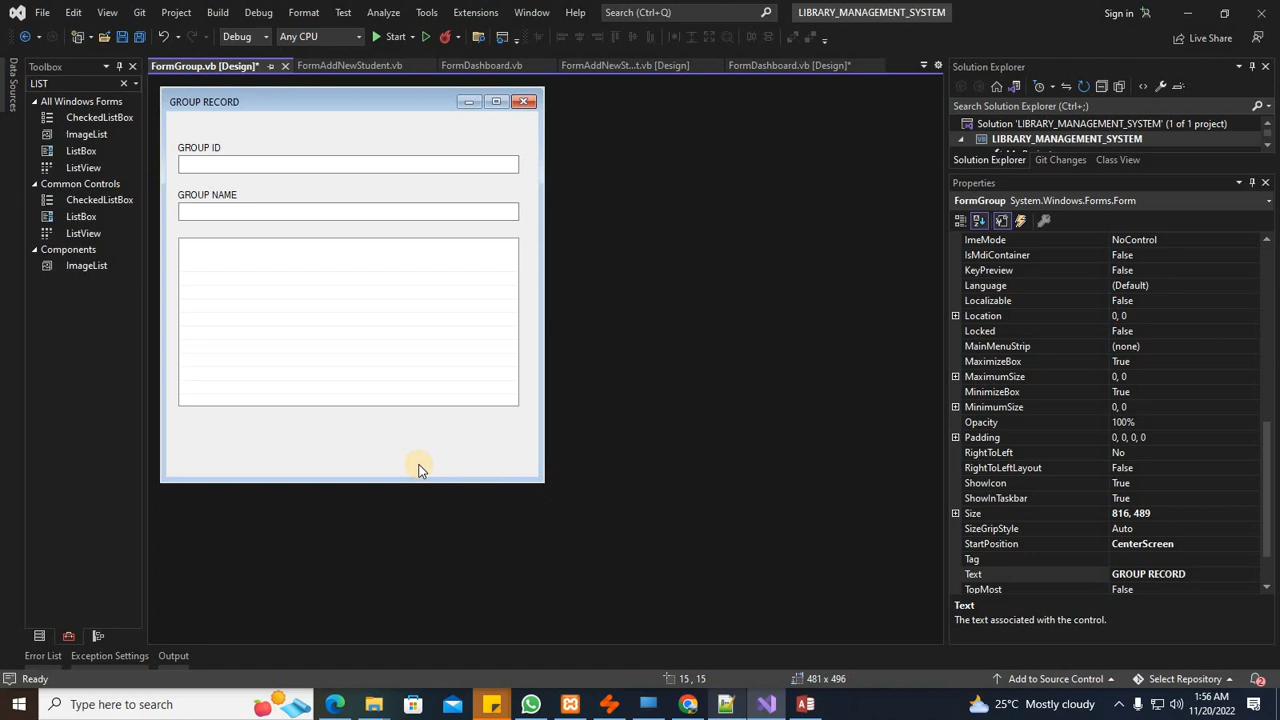 File Edit View Git Project Build Debug Format Test Analyze Tools Extensions Window Help Search (Ctrl+;) LIBRARY_MANAGEMENT_SYSTEM Sign in
Debug Any CPU Start Live Share
Data Sources
Toolbox
LIST
All Windows Forms
CheckedListBox
ImageList
ListBox
ListView
Common Controls
CheckedListBox
ListBox
ListView
Components
ImageList
FormGroup.vb [Design]* FormAddNewStudent.vb FormDashboard.vb FormAddNewSt...t.vb [Design] FormDashboard.vb [Design]*
GROUP RECORD
GROUP ID
GROUP NAME
Solution Explorer
Search Solution Explorer (Ctrl+;)
Solution 'LIBRARY_MANAGEMENT_SYSTEM' (1 of 1 project)
LIBRARY_MANAGEMENT_SYSTEM
Solution Explorer Git Changes Class View
Properties
FormGroup System.Windows.Forms.Form
ImeMode NoControl
IsMdiContainer False
KeyPreview False
Language (Default)
Localizable False
Location 0, 0
Locked False
MainMenuStrip (none)
MaximizeBox True
MaximumSize 0, 0
MinimizeBox True
MinimumSize 0, 0
Opacity 100%
Padding 0, 0, 0, 0
RightToLeft No
RightToLeftLayout False
ShowIcon True
ShowInTaskbar True
Size 816, 489
SizeGripStyle Auto
StartPosition CenterScreen
Tag
Text GROUP RECORD
TopMost False
Text
The text associated with the control.
Error List Exception Settings Output
Ready 15, 15 481 x 496 Add to Source Control Select Repository 2
Type here to search 25°C Mostly cloudy 1:56 AM
11/20/2022